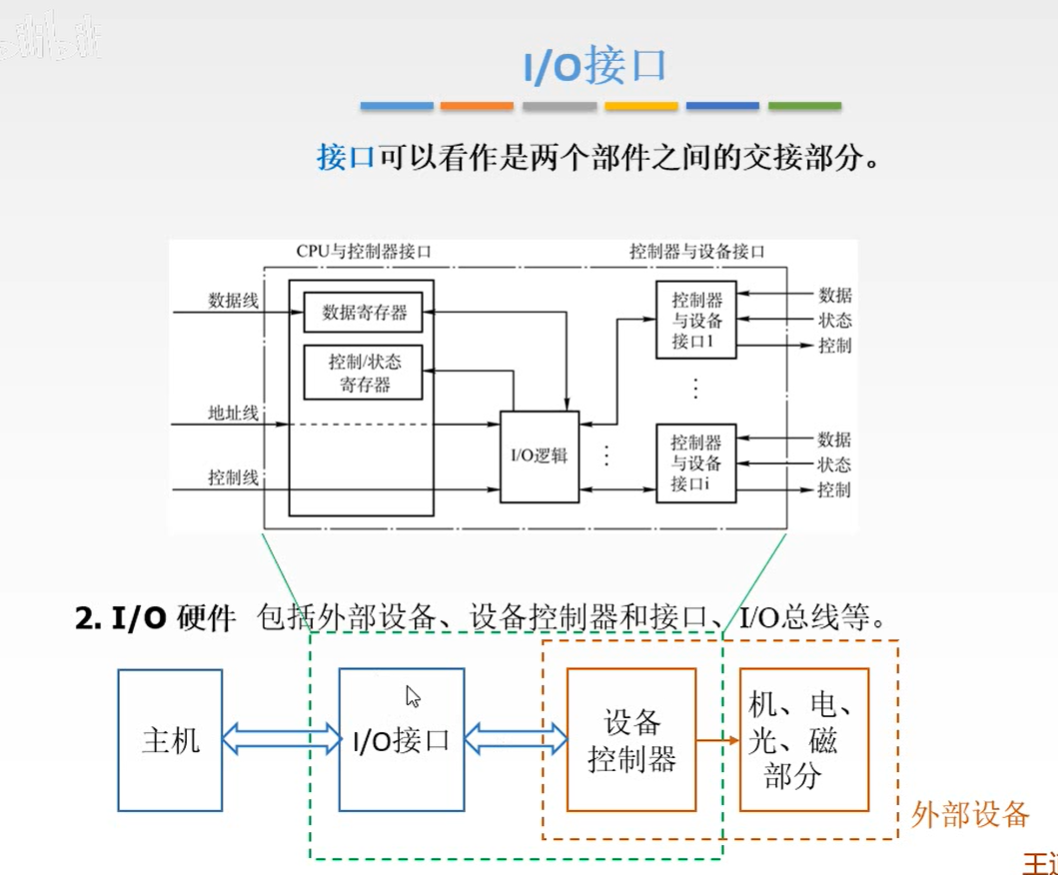 I/O接口
接口可以看作是两个部件之间的交接部分。
CPU与控制器接口
控制器与设备接口
数据线
数据寄存器
控制/状态
寄存器
地址线
控制线
I/O逻辑
控制器
与设备
接口1
数据
状态
控制
⋮
⋮
控制器
与设备
接口i
数据
状态
控制
2. I/O 硬件 包括外部设备、设备控制器和接口、I/O总线等。
主机
I/O接口
设备
控制器
机、电、
光、磁
部分
外部设备
王